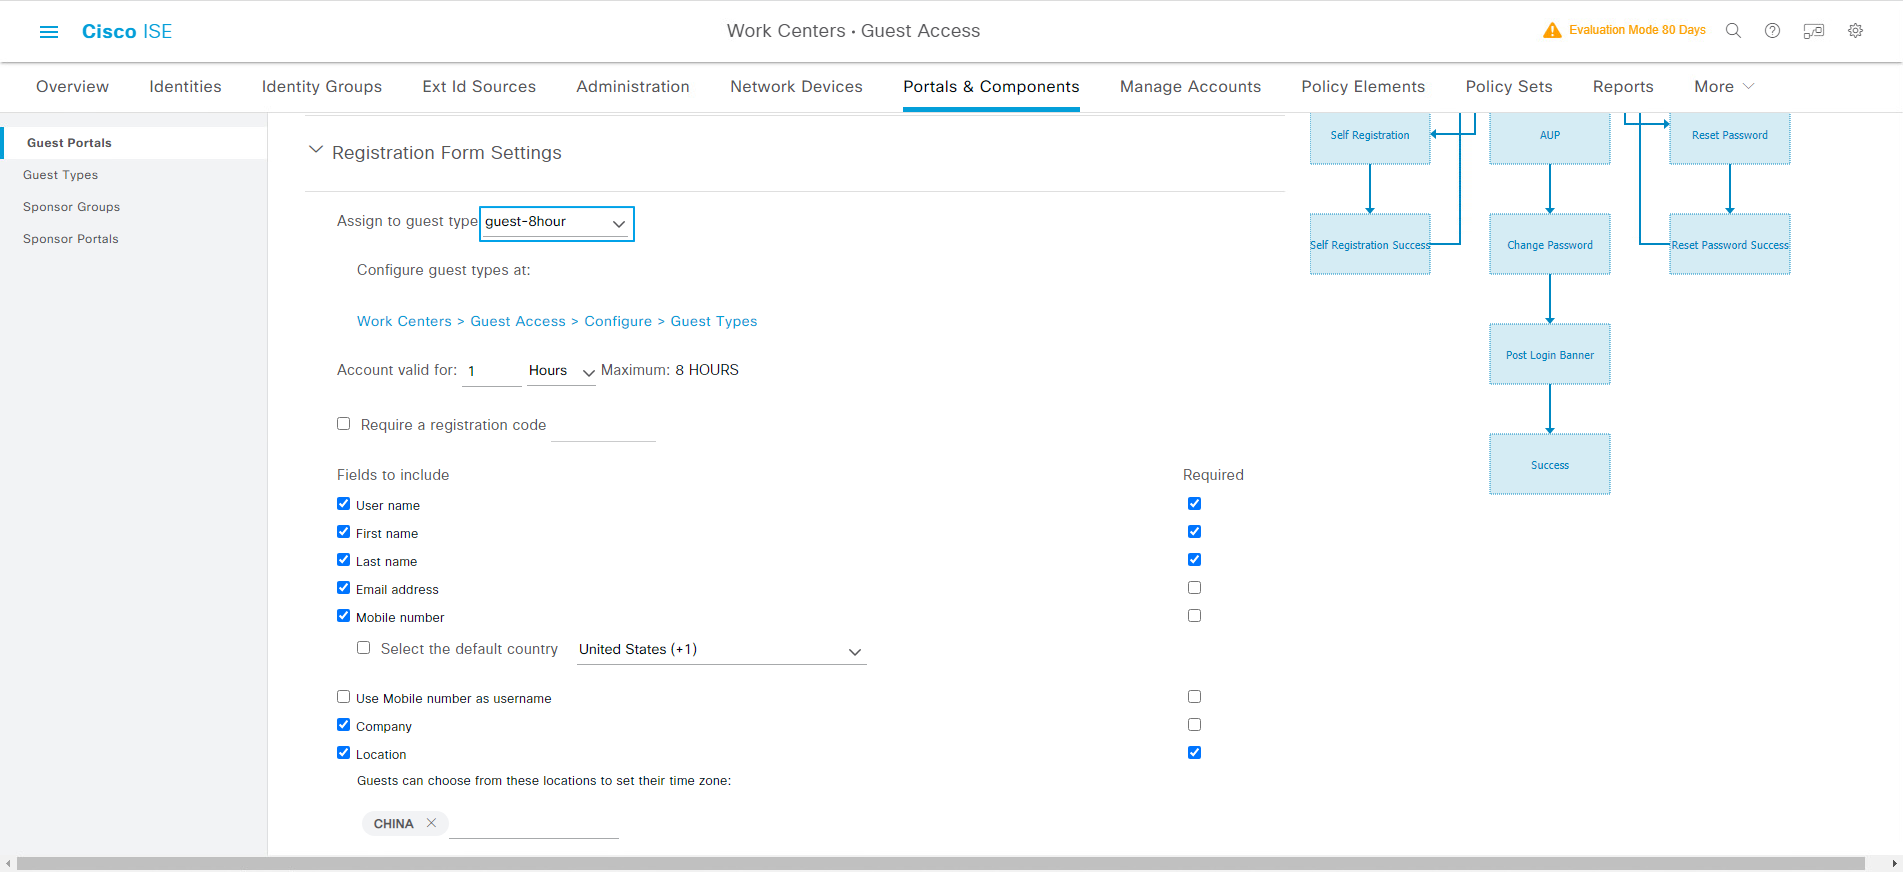 Cisco ISE
Work Centers · Guest Access
Evaluation Mode 80 Days
Overview
Identities
Identity Groups
Ext Id Sources
Administration
Network Devices
Portals & Components
Manage Accounts
Policy Elements
Policy Sets
Reports
More
Guest Portals
Guest Types
Sponsor Groups
Sponsor Portals
Registration Form Settings
Assign to guest type guest-8hour
Configure guest types at:
Work Centers > Guest Access > Configure > Guest Types
Account valid for: 1 Hours Maximum: 8 HOURS
Require a registration code
Fields to include Required
User name
First name
Last name
Email address
Mobile number
Select the default country United States (+1)
Use Mobile number as username
Company
Location
Guests can choose from these locations to set their time zone:
CHINA
Self Registration
AUP
Reset Password
Self Registration Success
Change Password
Reset Password Success
Post Login Banner
Success